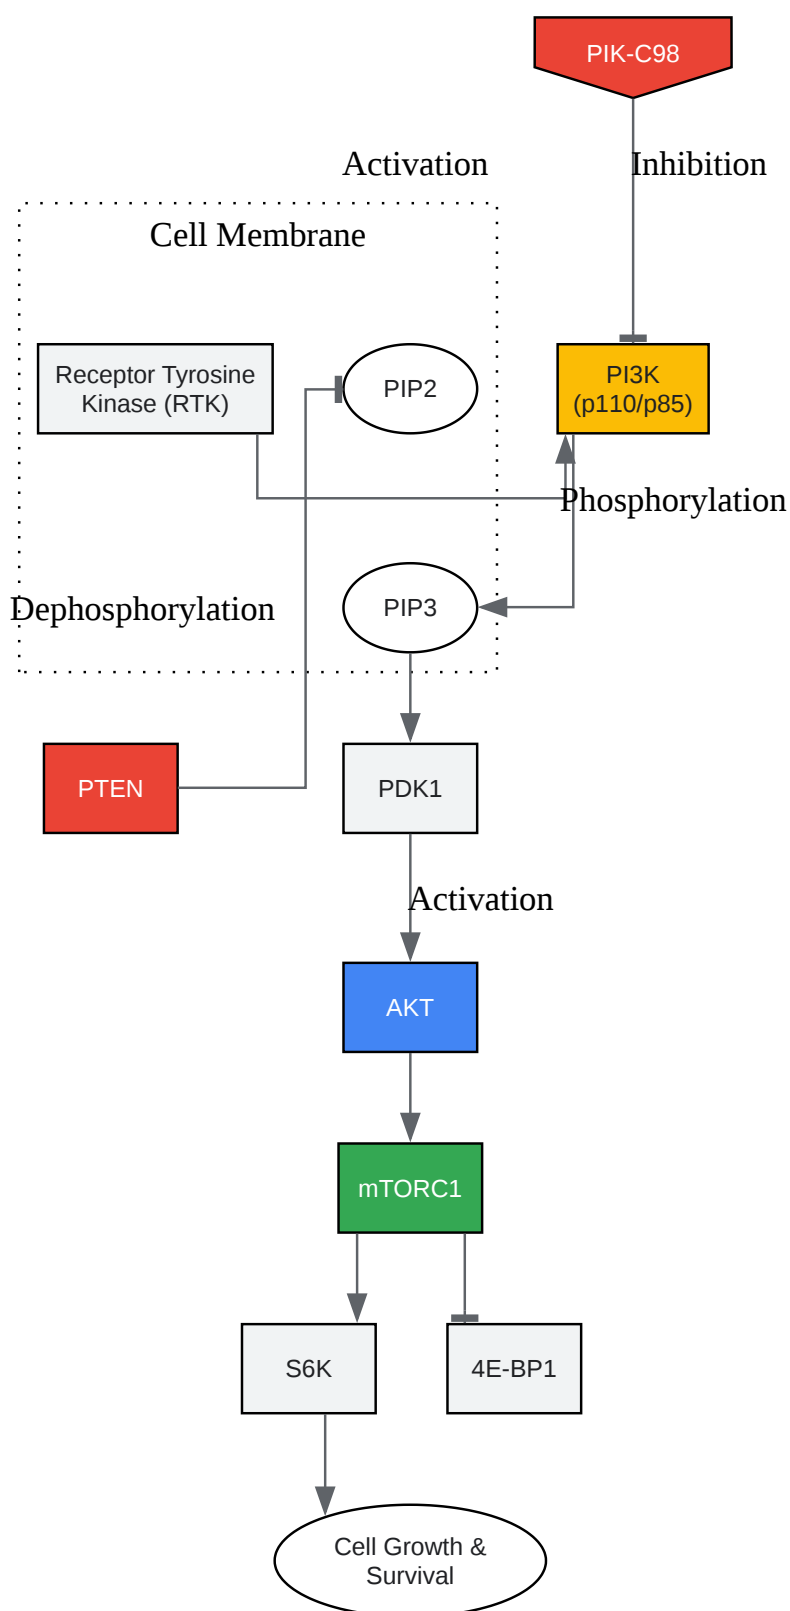 PIK-C98
Activation
Inhibition
Cell Membrane
Receptor Tyrosine
Kinase (RTK)
PIP2
PI3K
(p110/p85)
Phosphorylation
Dephosphorylation
PIP3
PTEN
PDK1
Activation
AKT
mTORC1
S6K
4E-BP1
Cell Growth &
Survival